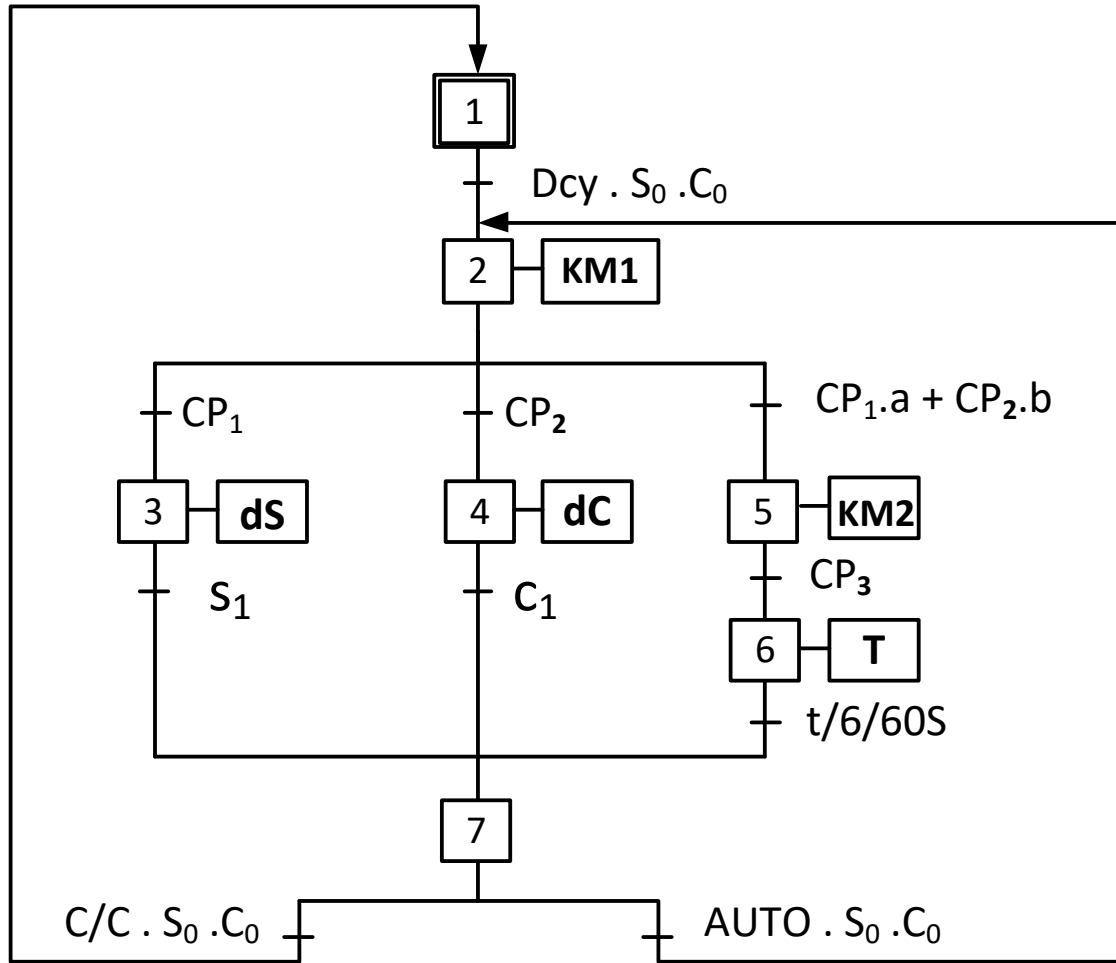 1
Dcy . S₀ .C₀
2 KM1
CP₁ CP₂ CP₁.a + CP₂.b
3 dS 4 dC 5 KM2
S₁ C₁ CP₃
6 T
t/6/60S
7
C/C . S₀ .C₀ AUTO . S₀ .C₀